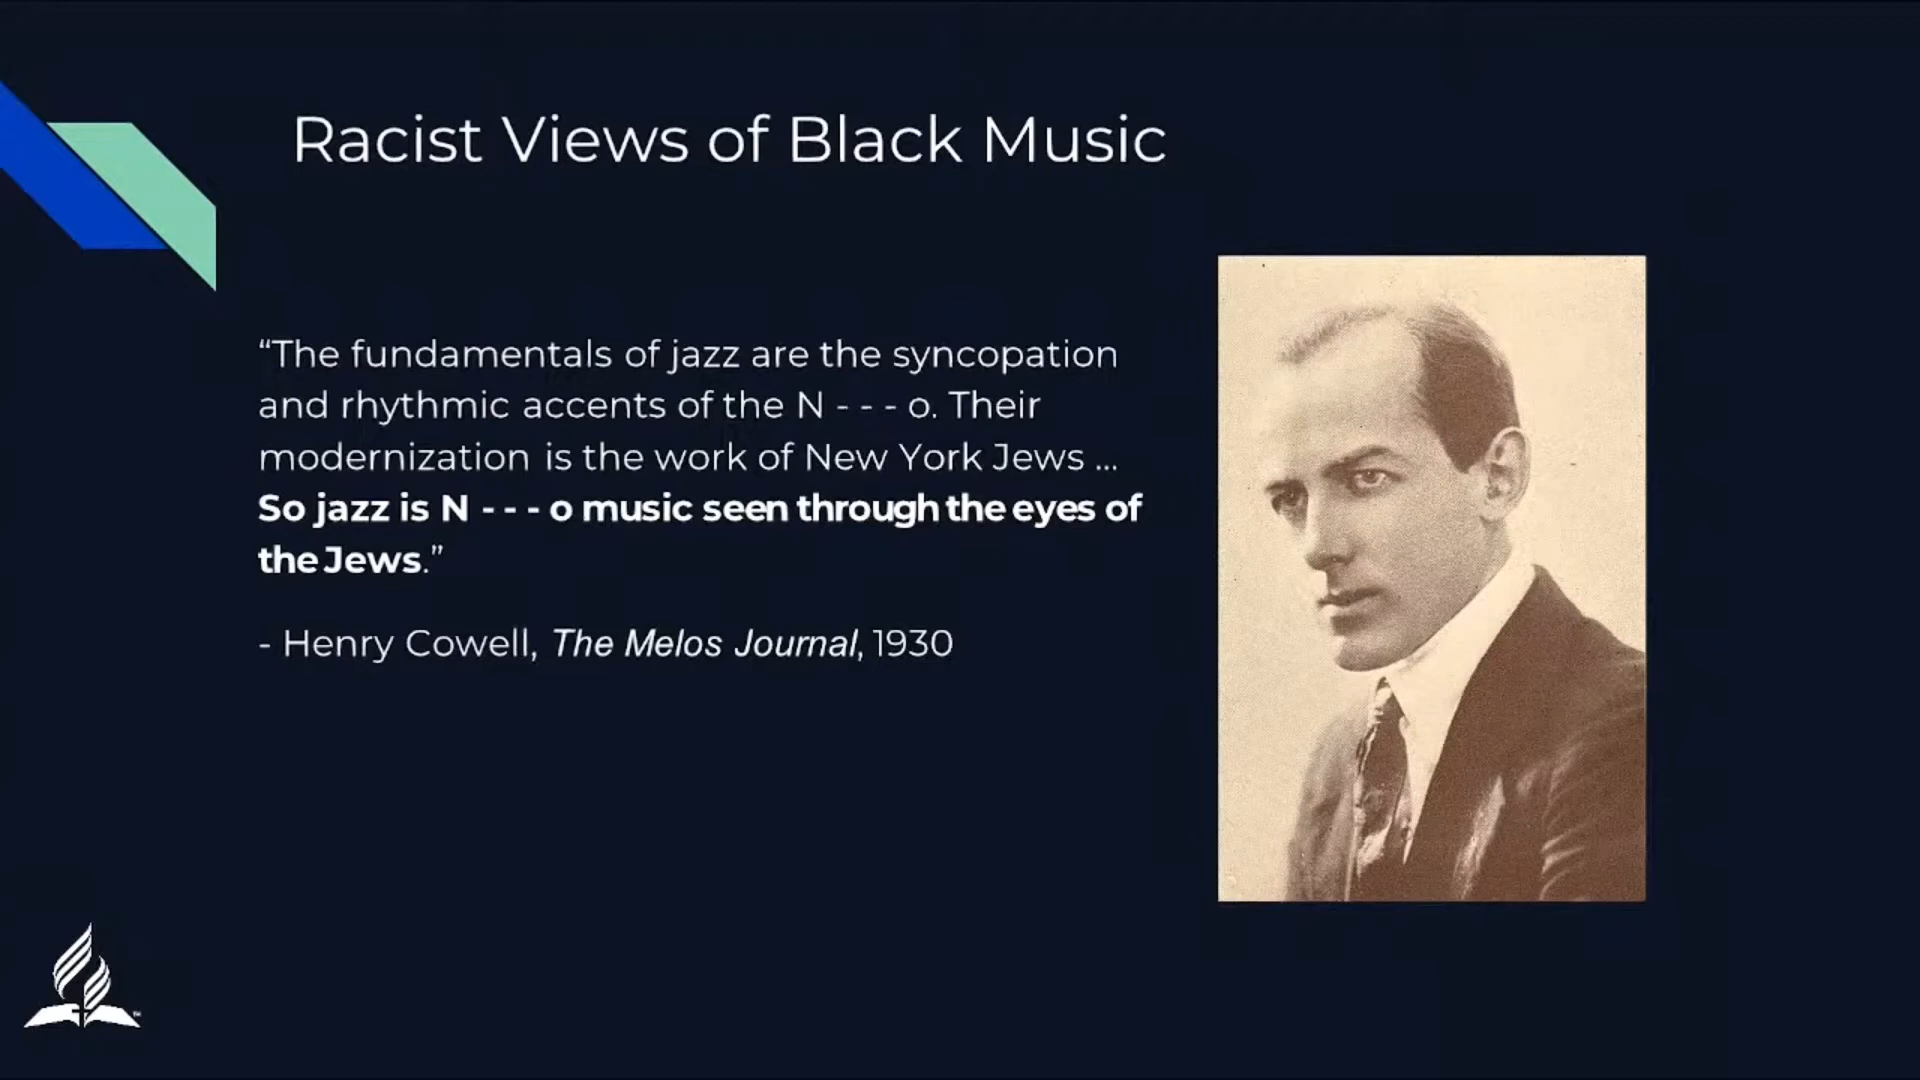 Racist Views of Black Music
“The fundamentals of jazz are the syncopation
and rhythmic accents of the N - - - o. Their
modernization is the work of New York Jews ...
So jazz is N - - - o music seen through the eyes of
the Jews.”
- Henry Cowell, The Melos Journal, 1930